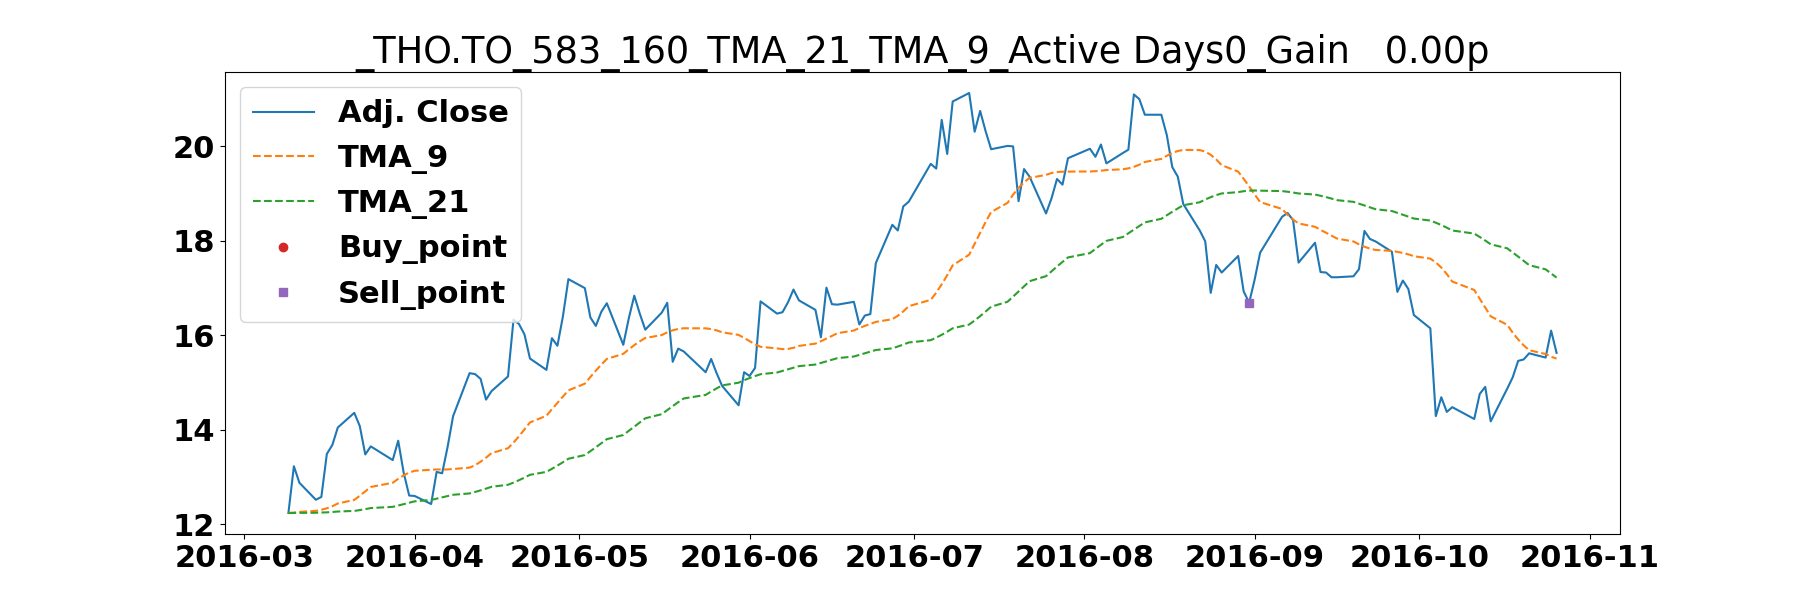 _THO.TO_583_160_TMA_21_TMA_9_Active Days0_Gain   0.00p
Adj. Close
TMA_9
TMA_21
Buy_point
Sell_point
20
18
16
14
12
2016-03 2016-04 2016-05 2016-06 2016-07 2016-08 2016-09 2016-10 2016-11